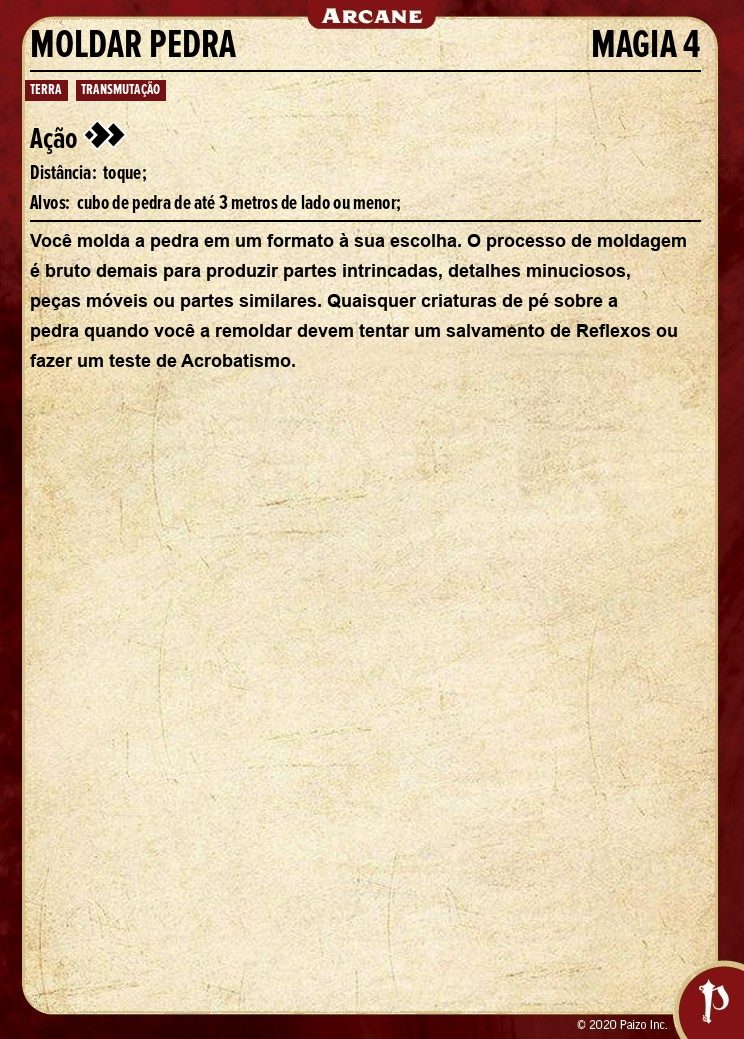 ARCANE
MOLDAR PEDRA MAGIA 4
TERRA TRANSMUTAÇÃO
Ação
Distância: toque;
Alvos: cubo de pedra de até 3 metros de lado ou menor;
Você molda a pedra em um formato à sua escolha. O processo de moldagem
é bruto demais para produzir partes intrincadas, detalhes minuciosos,
peças móveis ou partes similares. Quaisquer criaturas de pé sobre a
pedra quando você a remoldar devem tentar um salvamento de Reflexos ou
fazer um teste de Acrobatismo.
© 2020 Paizo Inc.
P